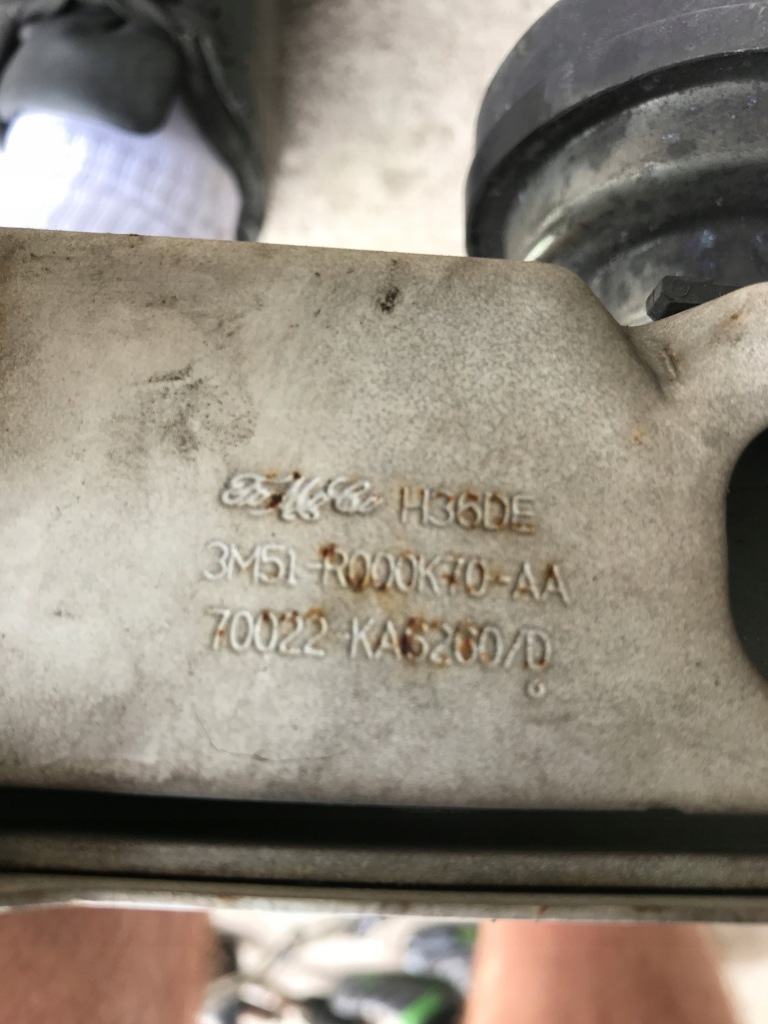 FoMoCo H36DE
3M51-R000K70-AA
70022-KA6260/D